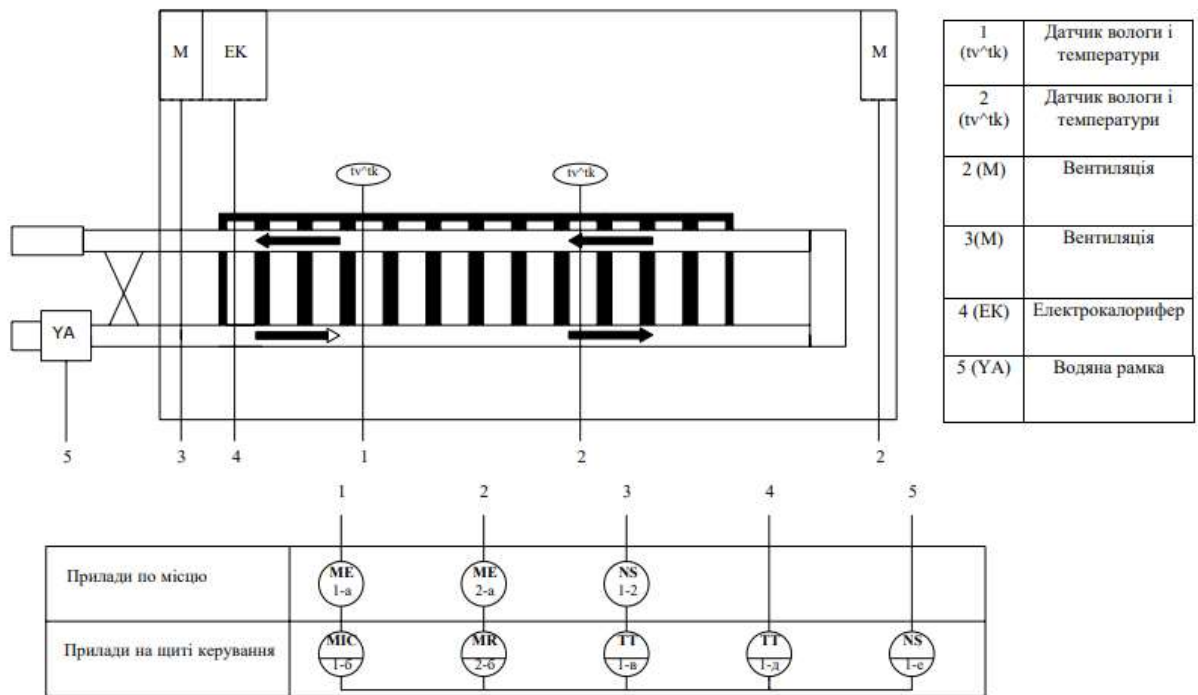 M
EK
M
tv^tk
tv^tk
YA
5
3
4
1
2
2
1
(tv^tk)
Датчик вологи і
температури
2
(tv^tk)
Датчик вологи і
температури
2 (M)
Вентиляція
3(M)
Вентиляція
4 (EK)
Електрокалорифер
5 (YA)
Водяна рамка
1
2
3
4
5
Прилади по місцю
ME
1-а
ME
2-а
NS
1-2
Прилади на щиті керування
MIC
1-б
MR
2-б
TT
1-в
TT
1-д
NS
1-е